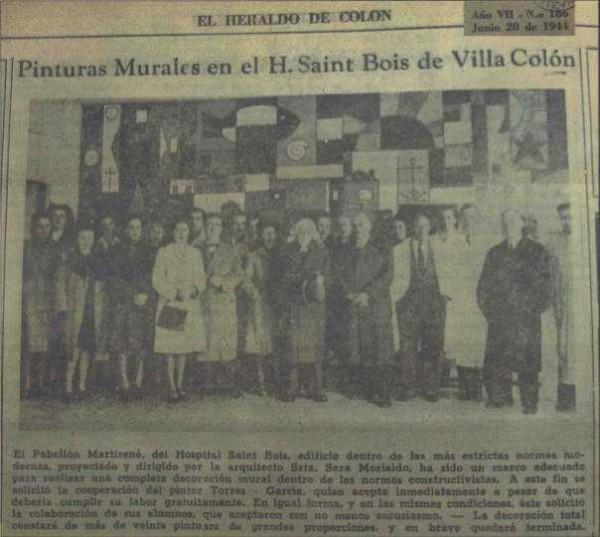 EL HERALDO DE COLON
Año VII - N.o 186
Junio 20 de 1944
Pinturas Murales en el H. Saint Bois de Villa Colón
El Pabellón Martirené, del Hospital Saint Bois, edificio dentro de las más estrictas normas mo-
dernas, proyectado y dirigido por la arquitecto Srta. Sara Morialdo, ha sido un marco adecuado
para realizar una completa decoración mural dentro de las normas constructivistas. A este fin se
solicitó la cooperación del pintor Torres - García, quien acepta inmediatamente a pesar de que
debería cumplir su labor gratuitamente. En igual forma, y en las mismas condiciones, éste solicitó
la colaboración de sus alumnos, que aceptaron con no menos entusiasmo. — La decoración total
constará de más de veinte pinturas de grandes proporciones, y en breve quedará terminada.